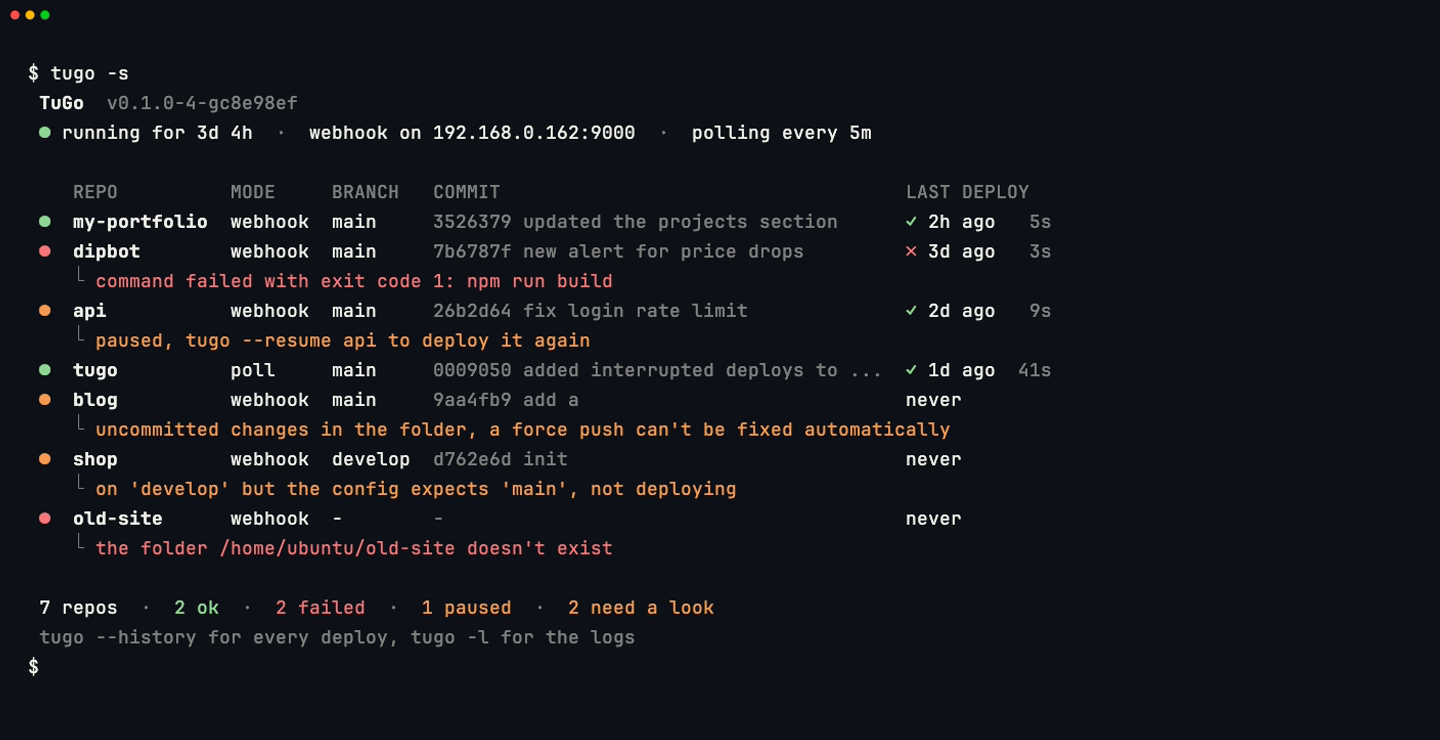 $ tugo -s
TuGo v0.1.0-4-gc8e98ef
running for 3d 4h · webhook on 192.168.0.162:9000 · polling every 5m
REPO MODE BRANCH COMMIT LAST DEPLOY
my-portfolio webhook main 3526379 updated the projects section ✓ 2h ago 5s
dipbot webhook main 7b6787f new alert for price drops ✕ 3d ago 3s
└ command failed with exit code 1: npm run build
api webhook main 26b2d64 fix login rate limit ✓ 2d ago 9s
└ paused, tugo --resume api to deploy it again
tugo poll main 0009050 added interrupted deploys to ... ✓ 1d ago 41s
blog webhook main 9aa4fb9 add a never
└ uncommitted changes in the folder, a force push can't be fixed automatically
shop webhook develop d762e6d init never
└ on 'develop' but the config expects 'main', not deploying
old-site webhook - - never
└ the folder /home/ubuntu/old-site doesn't exist
7 repos · 2 ok · 2 failed · 1 paused · 2 need a look
tugo --history for every deploy, tugo -l for the logs
$